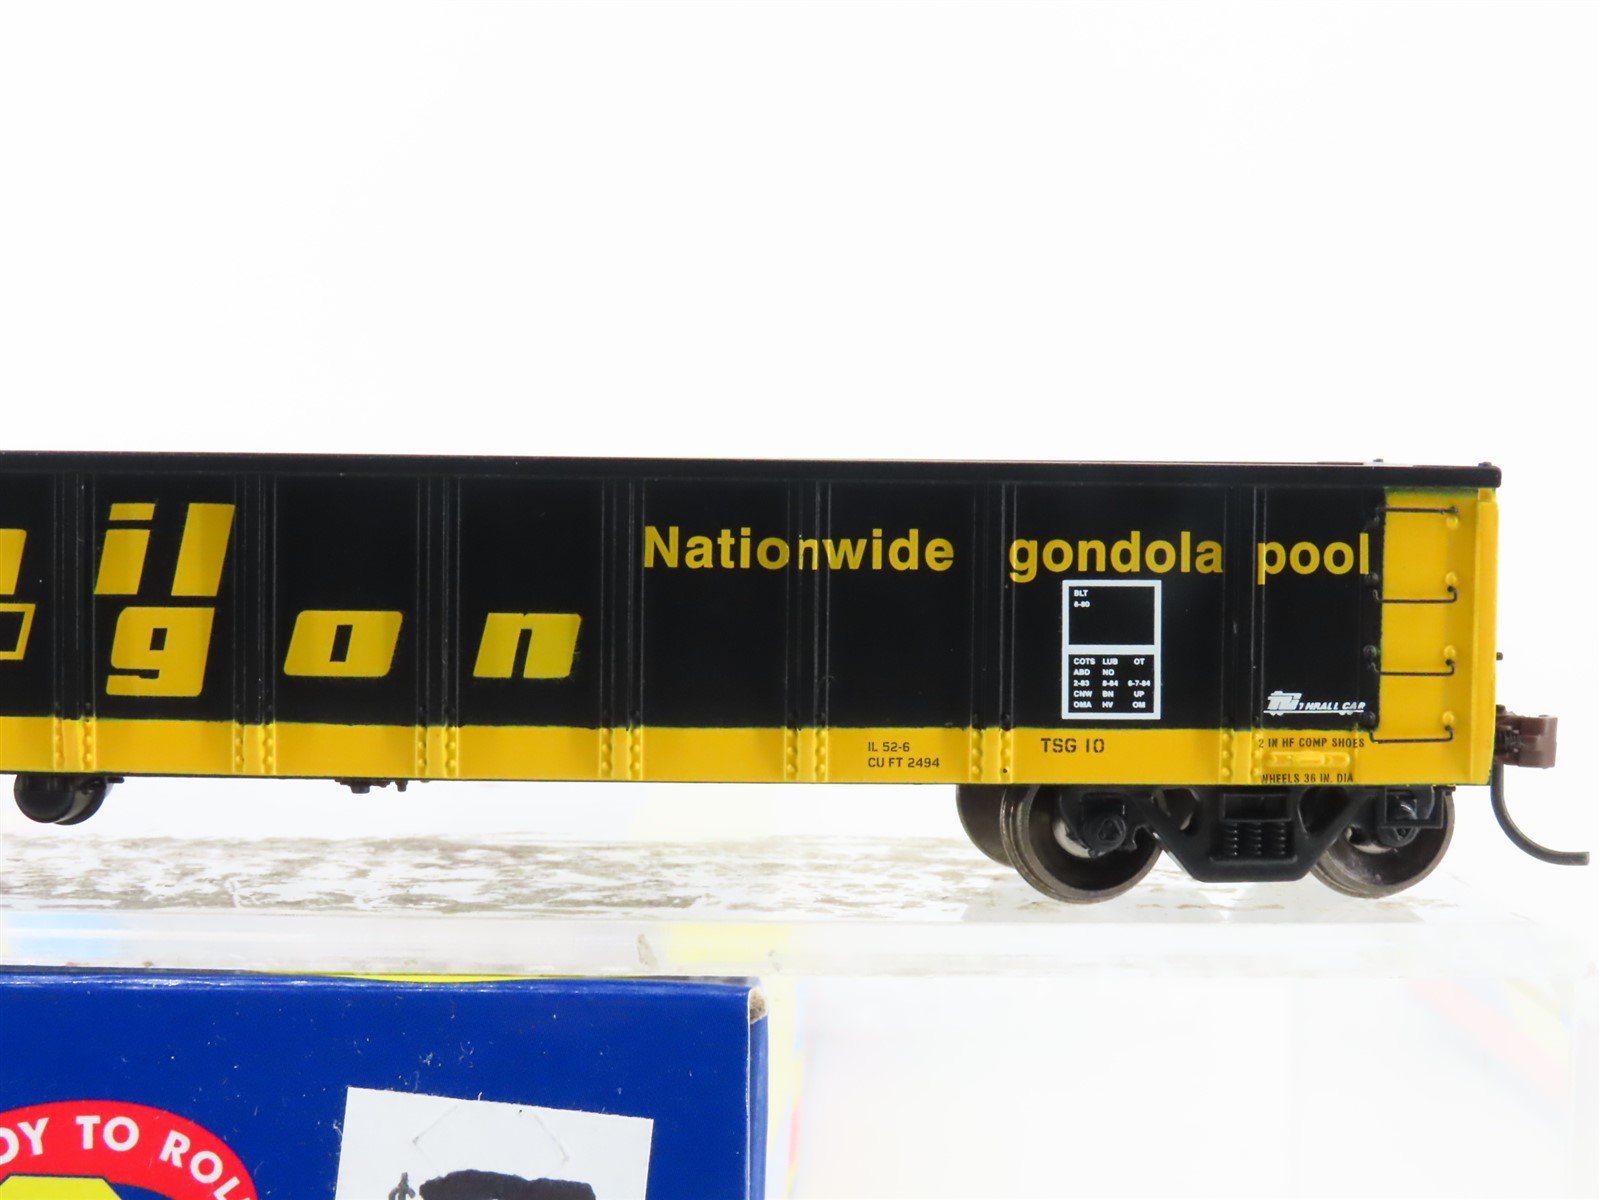 il
gon
Nationwide gondola pool
BLT
8-80
COTS LUB OT
ABD NO
2-83 8-84 6-7-84
CNW BN UP
OMA HV OM
THRALL CAR
IL 52-6
CU FT 2494
TSG 10
2 IN HF COMP SHOES
WHEELS 36 IN. DIA
DY TO ROL
$